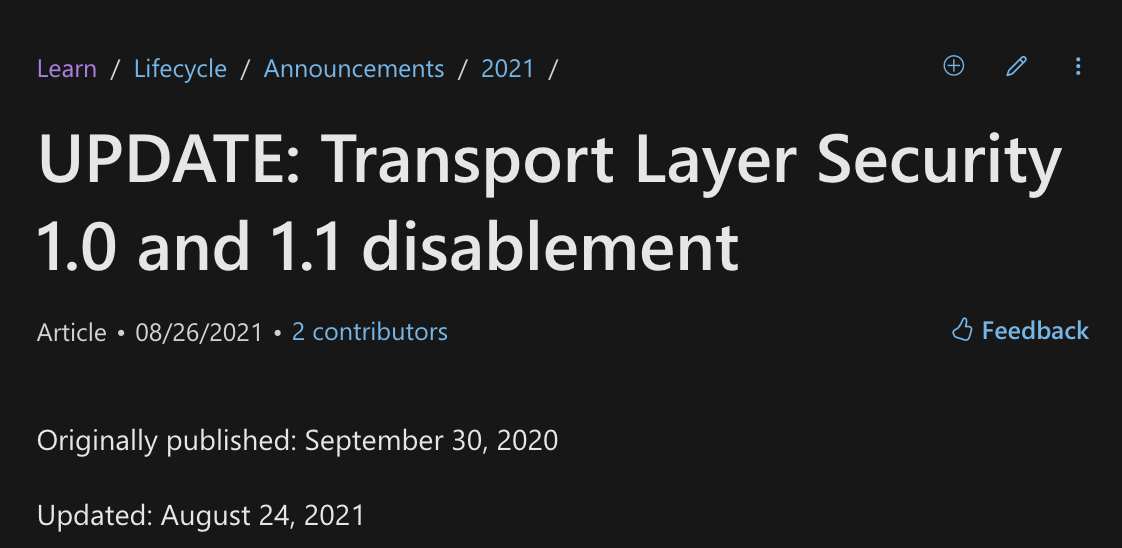 Learn / Lifecycle / Announcements / 2021 /
UPDATE: Transport Layer Security
1.0 and 1.1 disablement
Article • 08/26/2021 • 2 contributors
Feedback
Originally published: September 30, 2020
Updated: August 24, 2021